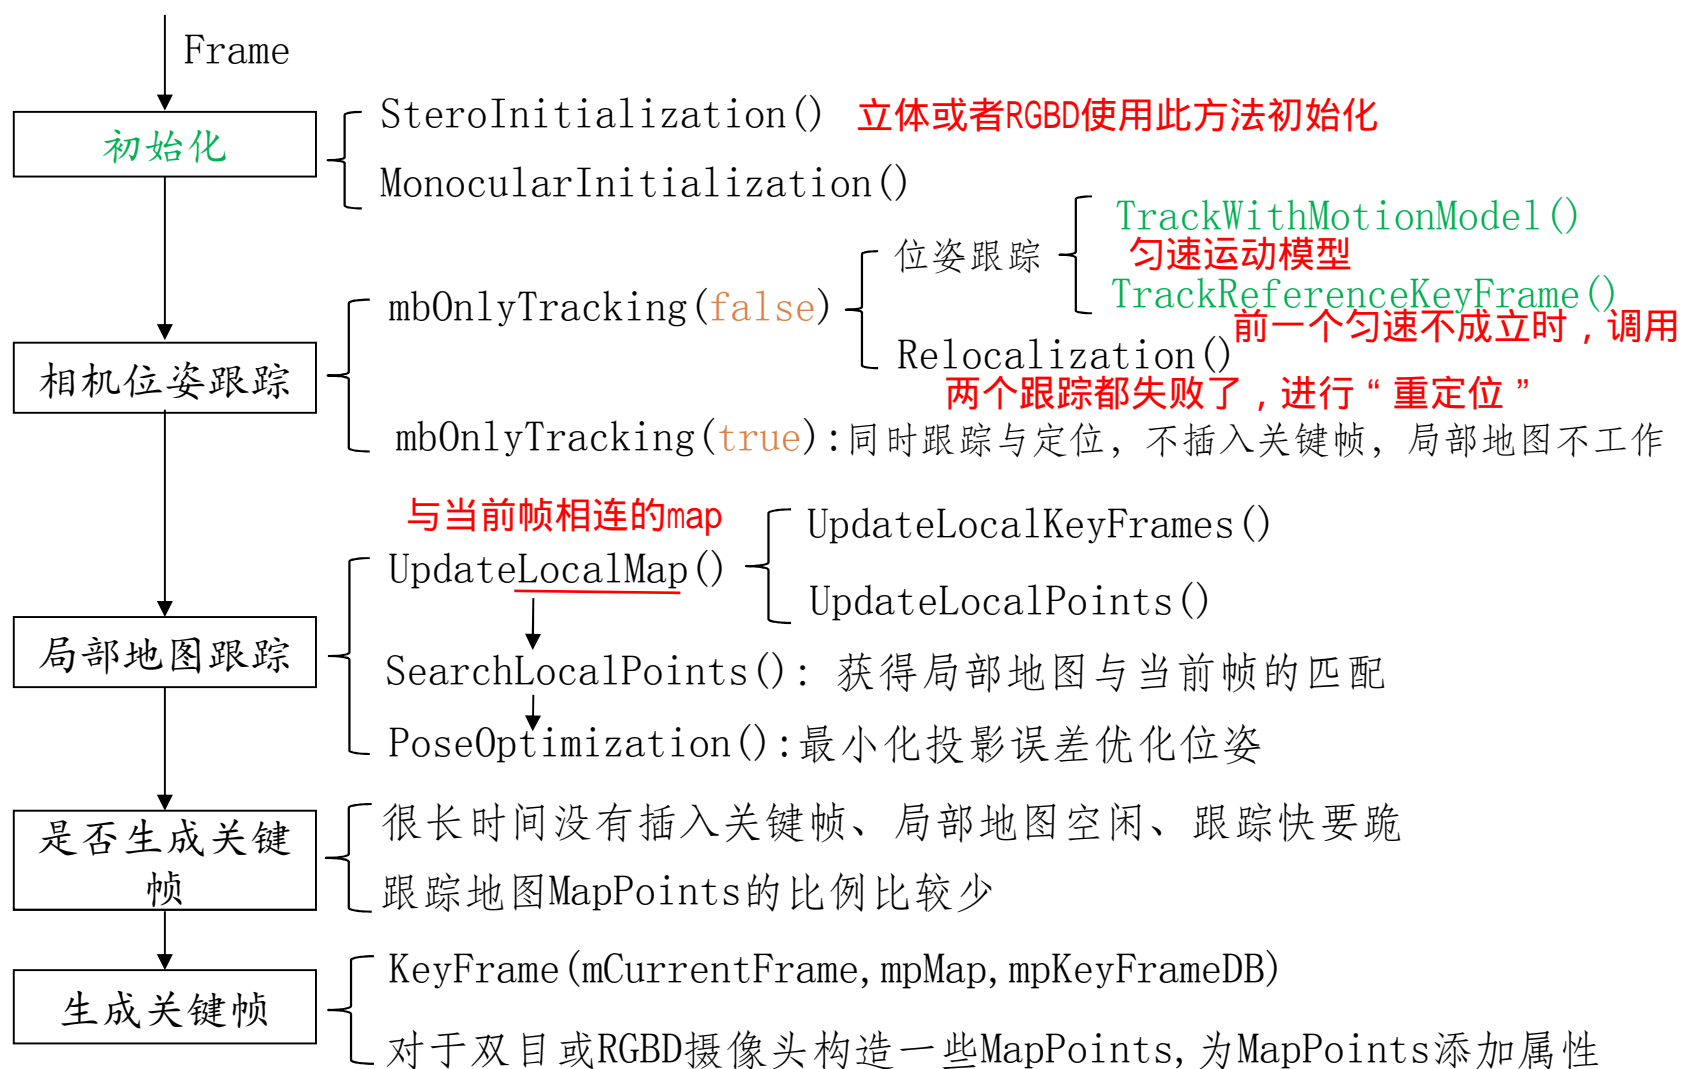 Frame
初始化
SteroInitialization() 立体或者RGBD使用此方法初始化
MonocularInitialization()
TrackWithMotionModel()
位姿跟踪 匀速运动模型
TrackReferenceKeyFrame()
mbOnlyTracking(false)
前一个匀速不成立时，调用
Relocalization()
相机位姿跟踪
两个跟踪都失败了，进行“重定位”
mbOnlyTracking(true):同时跟踪与定位，不插入关键帧，局部地图不工作
与当前帧相连的map
UpdateLocalKeyFrames()
UpdateLocalMap()
UpdateLocalPoints()
局部地图跟踪
SearchLocalPoints(): 获得局部地图与当前帧的匹配
PoseOptimization():最小化投影误差优化位姿
是否生成关键
帧
很长时间没有插入关键帧、局部地图空闲、跟踪快要跪
跟踪地图MapPoints的比例比较少
生成关键帧
KeyFrame(mCurrentFrame,mpMap,mpKeyFrameDB)
对于双目或RGBD摄像头构造一些MapPoints,为MapPoints添加属性